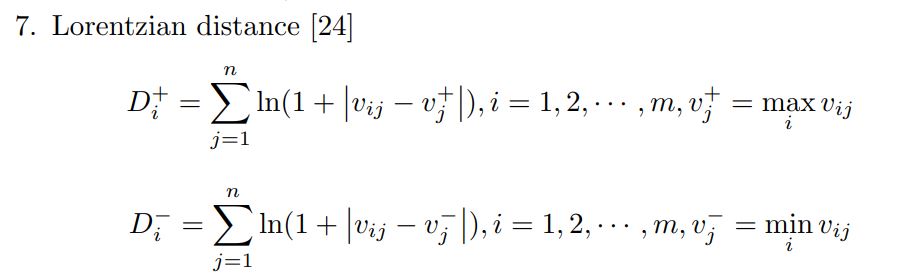 7. Lorentzian distance [24]
$D_i^+ = \sum_{j=1}^{n} \ln(1 + |v_{ij} - v_j^+|), i = 1, 2, \cdots, m, v_j^+ = \max_i v_{ij}$
$D_i^- = \sum_{j=1}^{n} \ln(1 + |v_{ij} - v_j^-|), i = 1, 2, \cdots, m, v_j^- = \min_i v_{ij}$